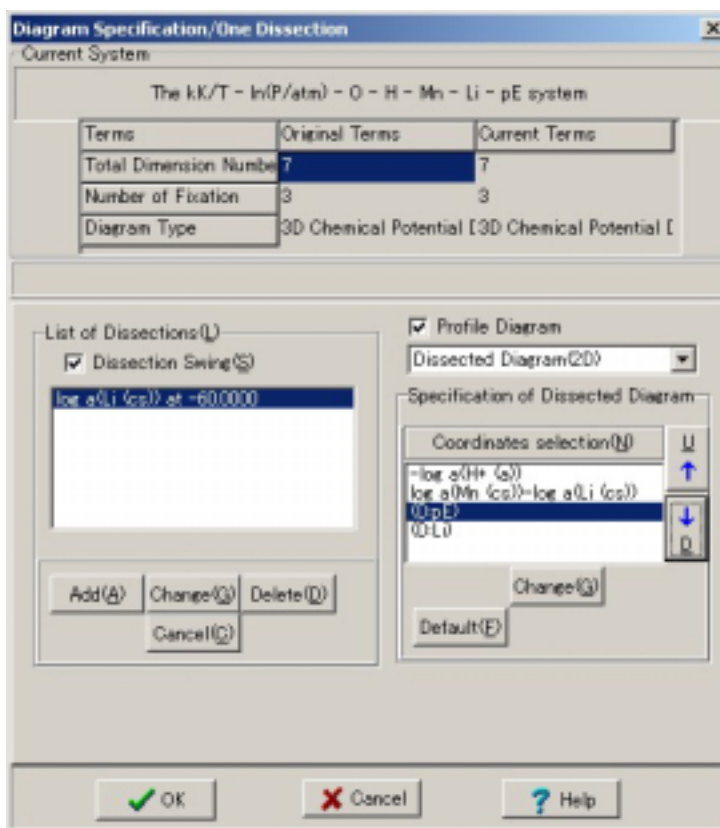 Diagram Specification/One Dissection
Current System
The kK/T - ln(P/atm) - O - H - Mn - Li - pE system
Terms Original Terms Current Terms
Total Dimension Numbe 7 7
Number of Fixation 3 3
Diagram Type 3D Chemical Potential D 3D Chemical Potential D
List of Dissections(L)
Dissection Swing(S)
log a(Li (cs)) at -60.0000
Add(A) Change(G) Delete(D)
Cancel(C)
Profile Diagram
Dissected Diagram(2D)
Specification of Dissected Diagram
Coordinates selection(N)
U
-log a(H+ (a))
log a(Mn (cs))-log a(Li (cs))
(D:pE)
(D:Li)
D
Change(G)
Default(F)
OK Cancel Help